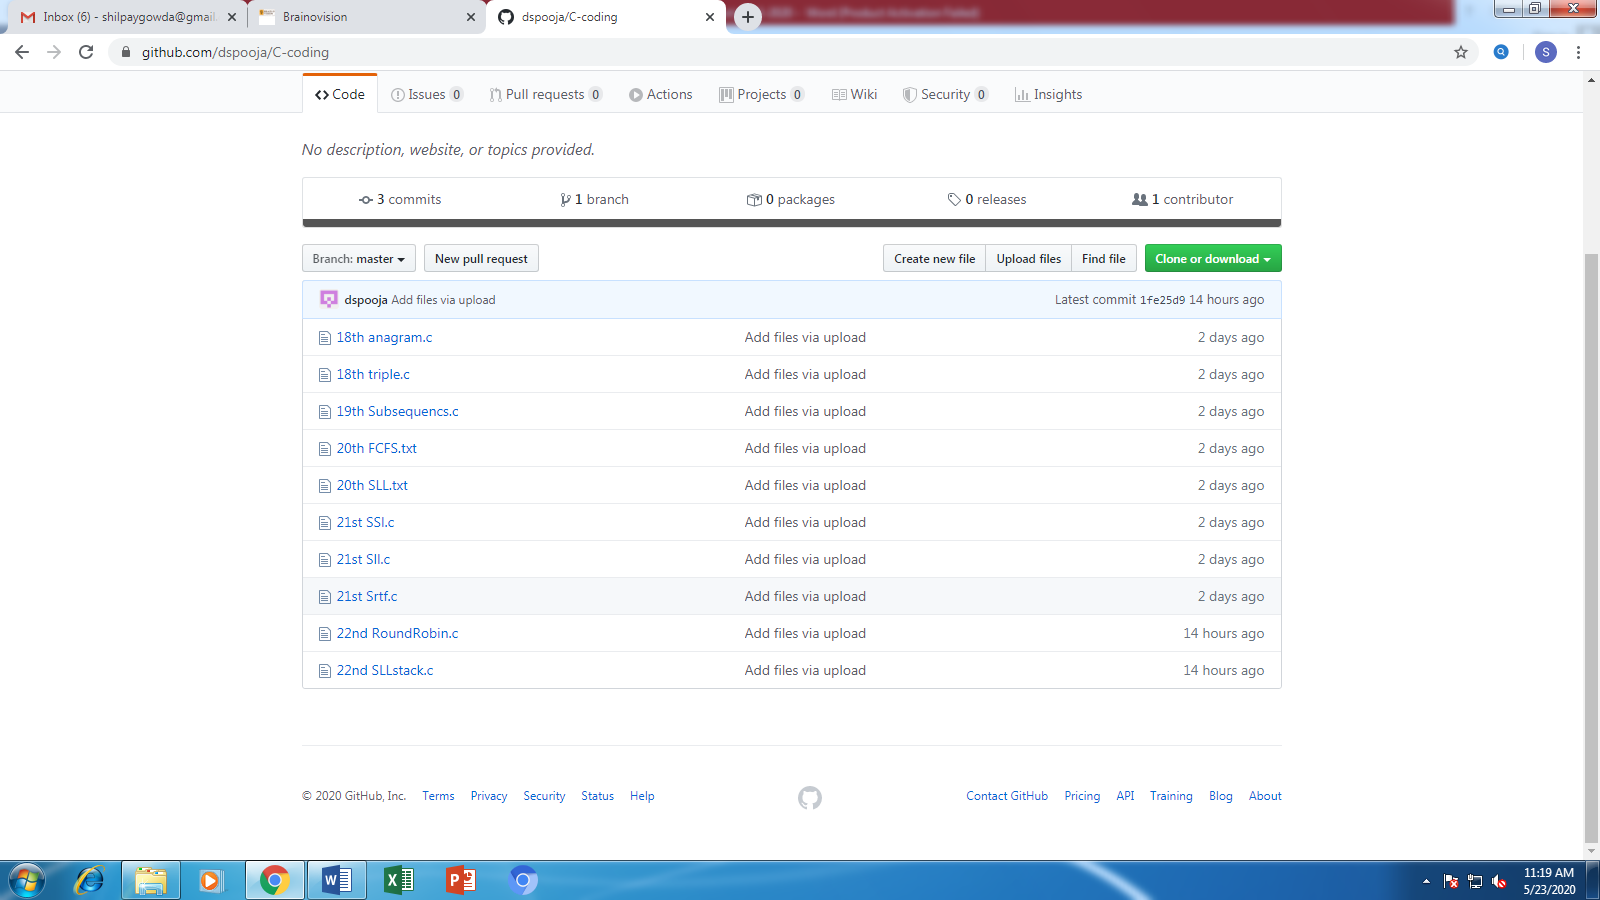 Inbox (6) - shilpaygowda@gmail. Brainovision dspooja/C-coding
github.com/dspooja/C-coding S
Code Issues 0 Pull requests 0 Actions Projects 0 Wiki Security 0 Insights
No description, website, or topics provided.
3 commits 1 branch 0 packages 0 releases 1 contributor
Branch: master New pull request Create new file Upload files Find file Clone or download
dspooja Add files via upload Latest commit 1fe25d9 14 hours ago
18th anagram.c Add files via upload 2 days ago
18th triple.c Add files via upload 2 days ago
19th Subsequencs.c Add files via upload 2 days ago
20th FCFS.txt Add files via upload 2 days ago
20th SLL.txt Add files via upload 2 days ago
21st SSl.c Add files via upload 2 days ago
21st Sll.c Add files via upload 2 days ago
21st Srtf.c Add files via upload 2 days ago
22nd RoundRobin.c Add files via upload 14 hours ago
22nd SLLstack.c Add files via upload 14 hours ago
© 2020 GitHub, Inc. Terms Privacy Security Status Help Contact GitHub Pricing API Training Blog About
11:19 AM
5/23/2020